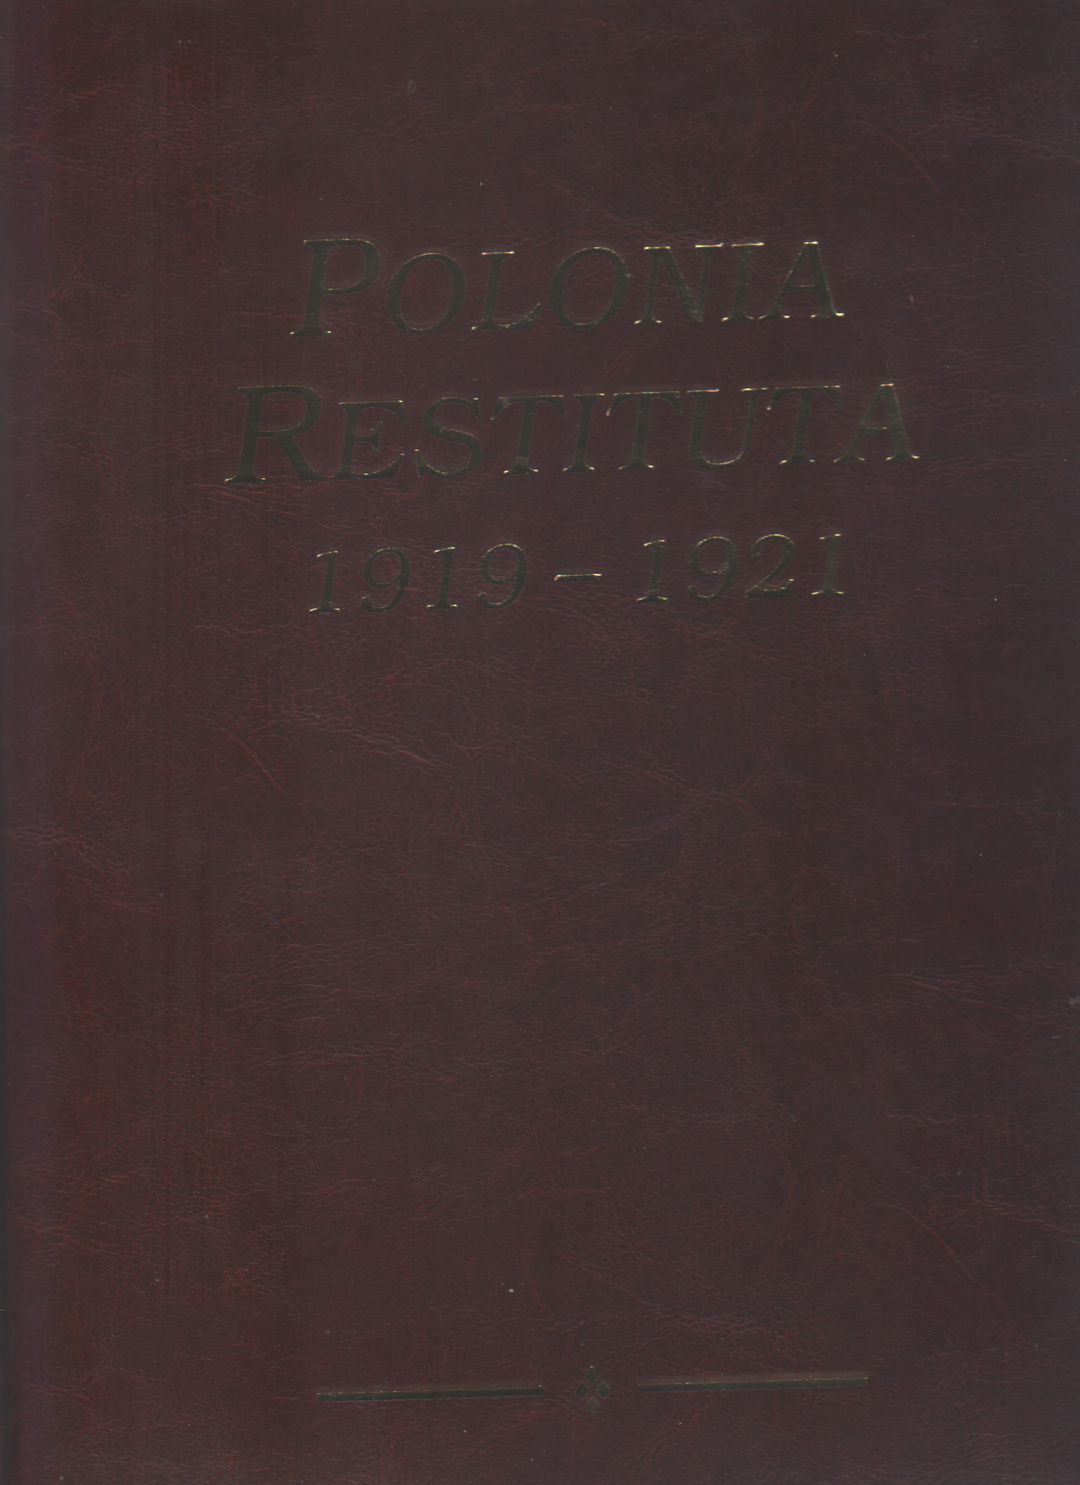 POLONIA
RESTITUTA
1919 – 1921